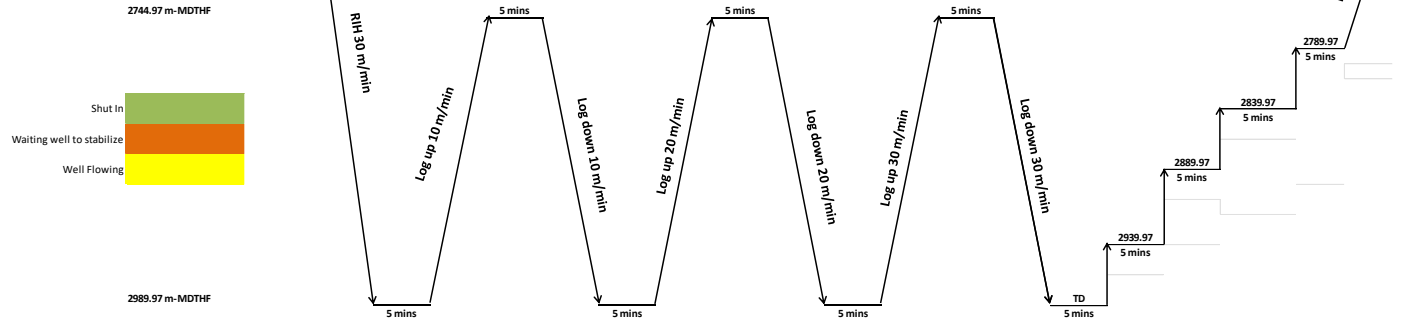 2744.97 m-MDTHF
5 mins
5 mins
5 mins
RIH 30 m/min
2789.97
5 mins
Shut In
Waiting well to stabilize
Well Flowing
Log up 10 m/min
Log down 10 m/min
Log up 20 m/min
Log down 20 m/min
Log up 30 m/min
Log down 30 m/min
2839.97
5 mins
2889.97
5 mins
2939.97
5 mins
2989.97 m-MDTHF
TD
5 mins
5 mins
5 mins
5 mins